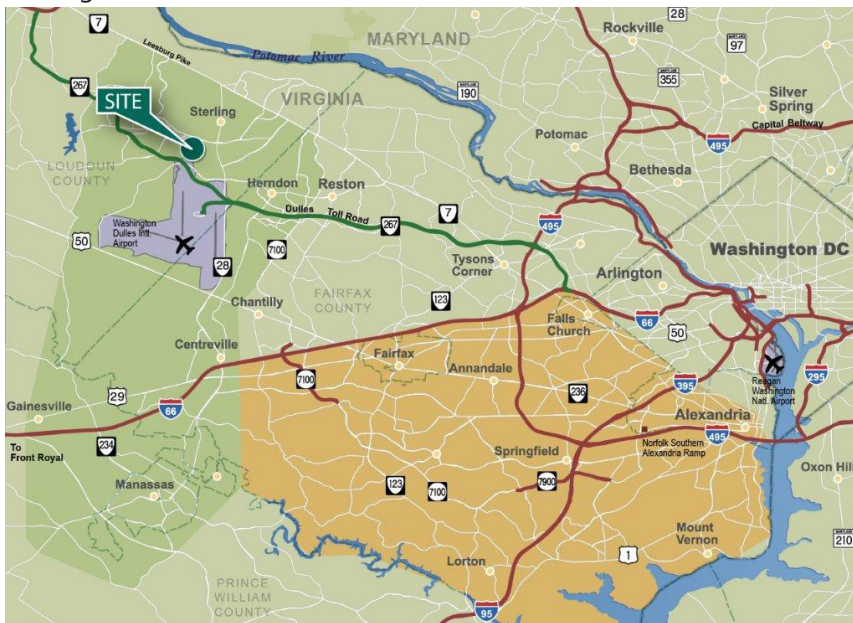 7
28
Leesburg Pike
Potomac River
MARYLAND
Rockville
MARYLAND
97
267
MARYLAND
190
MARYLAND
355
Silver
Spring
SITE
Sterling
VIRGINIA
Potomac
495
Capital Beltway
LOUDOUN
COUNTY
Bethesda
Herndon
Reston
Dulles
Toll Road
267
7
495
Washington
Dulles Intl.
Airport
50
7100
28
Tysons
Corner
Arlington
Washington DC
Chantilly
FAIRFAX
COUNTY
123
Falls
Church
66
50
Centreville
Fairfax
Annandale
7100
236
395
Reagan
Washington
Natl. Airport
295
29
66
Gainesville
Alexandria
To
Front Royal
234
Norfolk Southern
Alexandria Ramp
495
Springfield
Oxon Hill
Manassas
123
7100
7900
Mount
Vernon
210
1
Lorton
PRINCE
WILLIAM
COUNTY
95